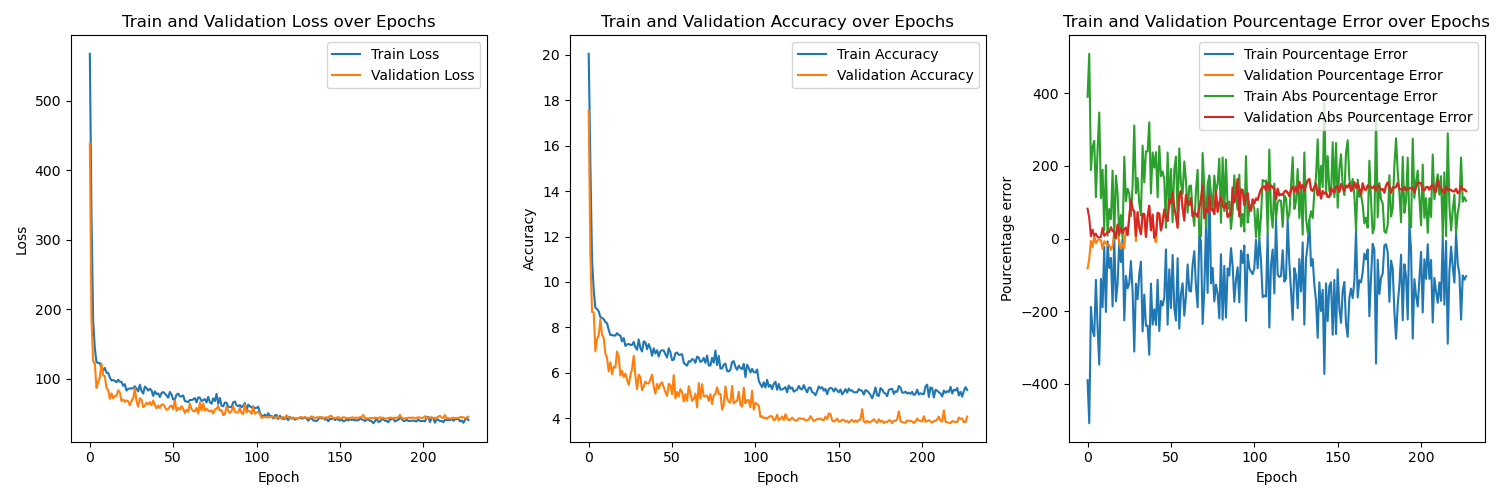 Train and Validation Loss over Epochs
Train Loss
Validation Loss
500
400
300
200
100
Loss
0
50
100
150
200
Epoch
Train and Validation Accuracy over Epochs
Train Accuracy
Validation Accuracy
20
18
16
14
12
10
8
6
4
Accuracy
0
50
100
150
200
Epoch
Train and Validation Pourcentage Error over Epochs
Train Pourcentage Error
Validation Pourcentage Error
Train Abs Pourcentage Error
Validation Abs Pourcentage Error
400
200
0
−200
−400
Pourcentage error
0
50
100
150
200
Epoch